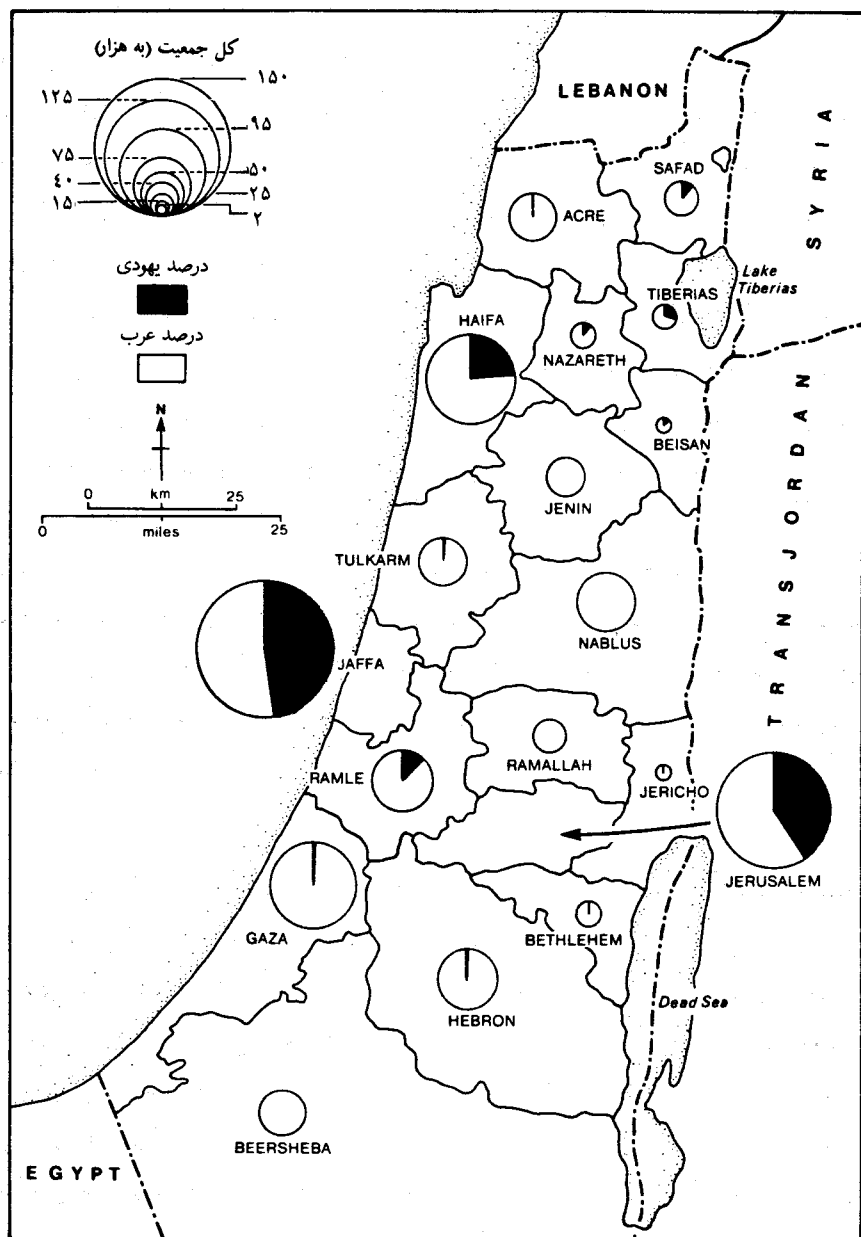 کل جمعیت (به هزار)
۱۵۰
۱۲۵
۹۵
۷۵
۵۰
۴۰
۲۵
۱۵
۲
درصد یهودی
درصد عرب
N
0 km 25
0 miles 25
LEBANON
SYRIA
SAFAD
ACRE
Lake
Tiberias
TIBERIAS
HAIFA
NAZARETH
BEISAN
JENIN
TRANSJORDAN
TULKARM
NABLUS
JAFFA
RAMALLAH
RAMLE
JERICHO
JERUSALEM
GAZA
BETHLEHEM
HEBRON
Dead Sea
BEERSHEBA
EGYPT